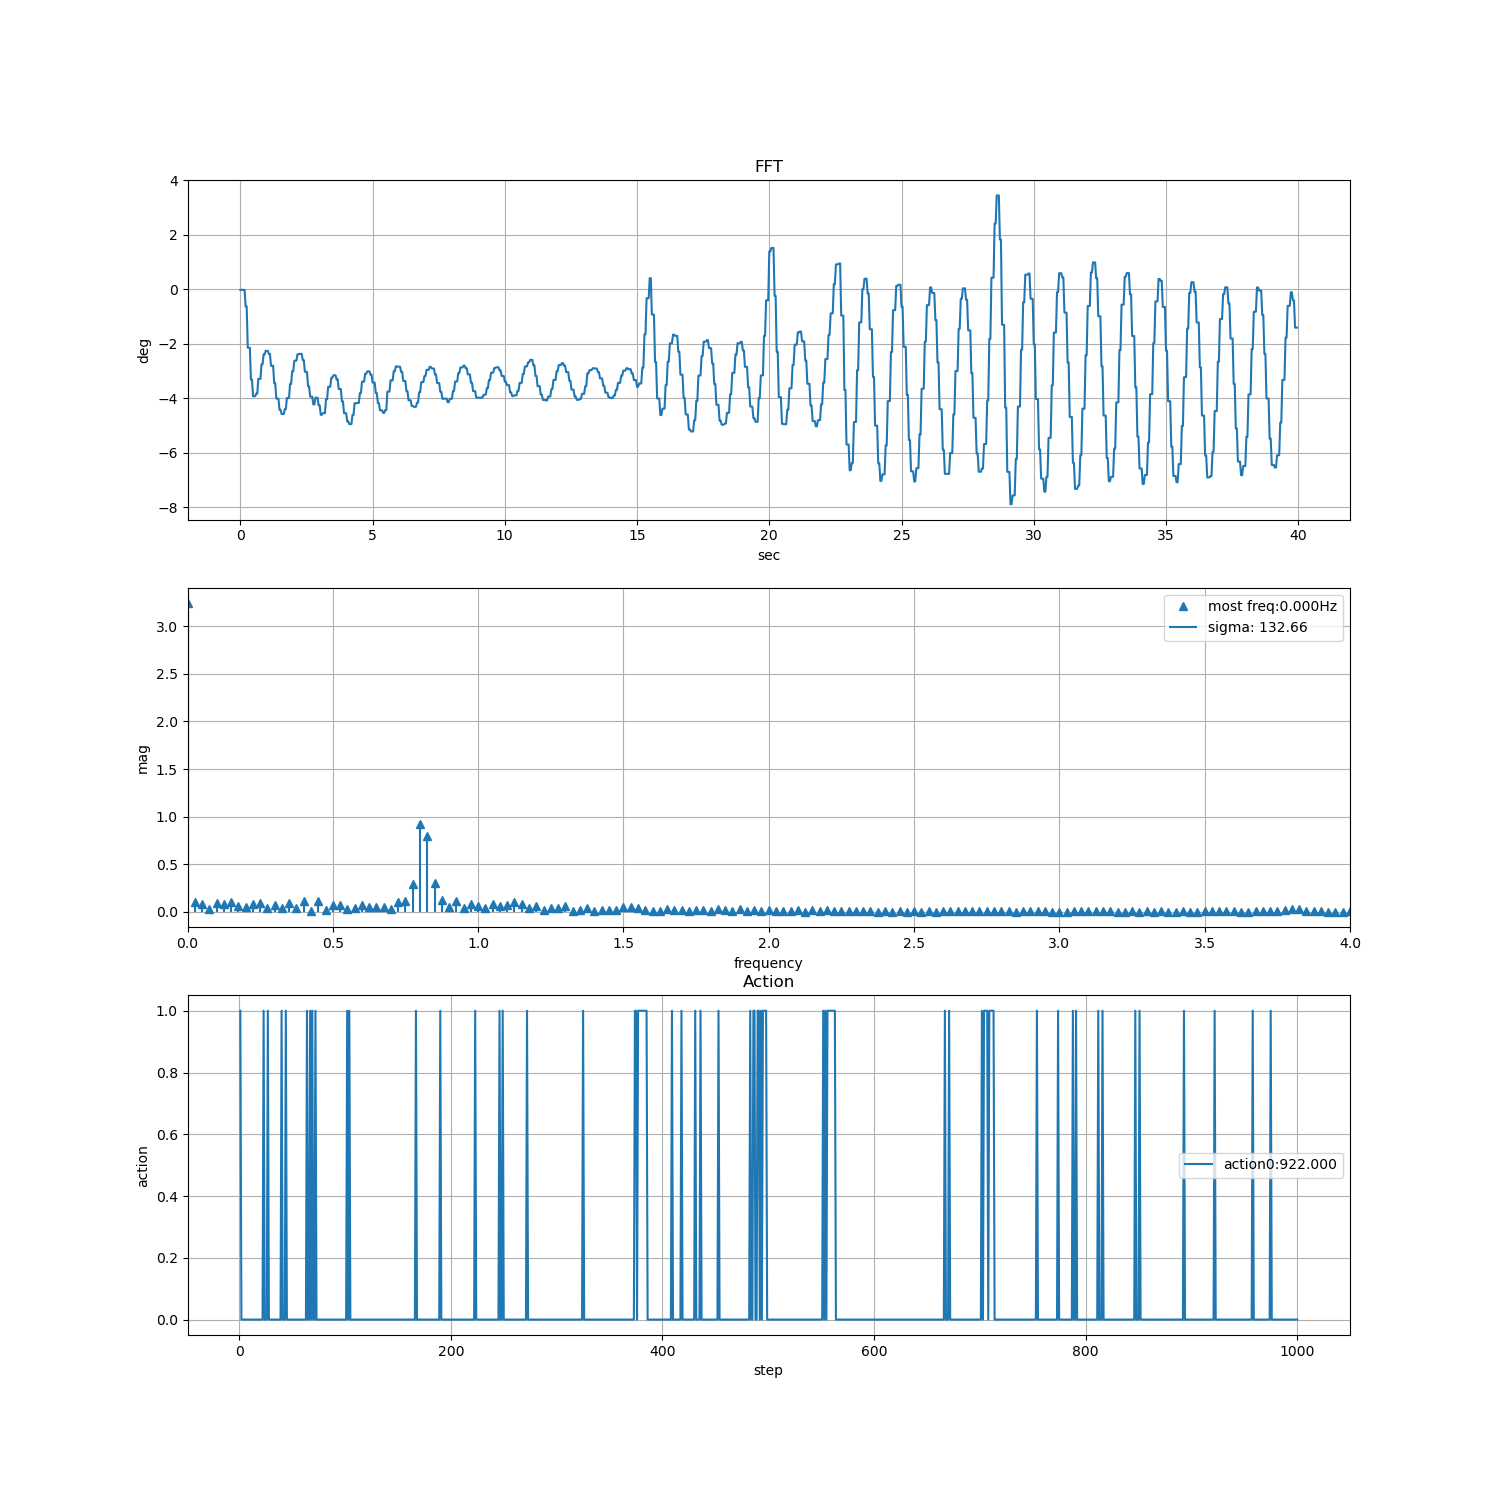 FFT
4
2
0
−2
−4
−6
−8
deg
0 5 10 15 20 25 30 35 40
sec
most freq:0.000Hz
sigma: 132.66
3.0
2.5
2.0
1.5
1.0
0.5
0.0
mag
0.0 0.5 1.0 1.5 2.0 2.5 3.0 3.5 4.0
frequency
Action
1.0
0.8
0.6
0.4
0.2
0.0
action
action0:922.000
0 200 400 600 800 1000
step